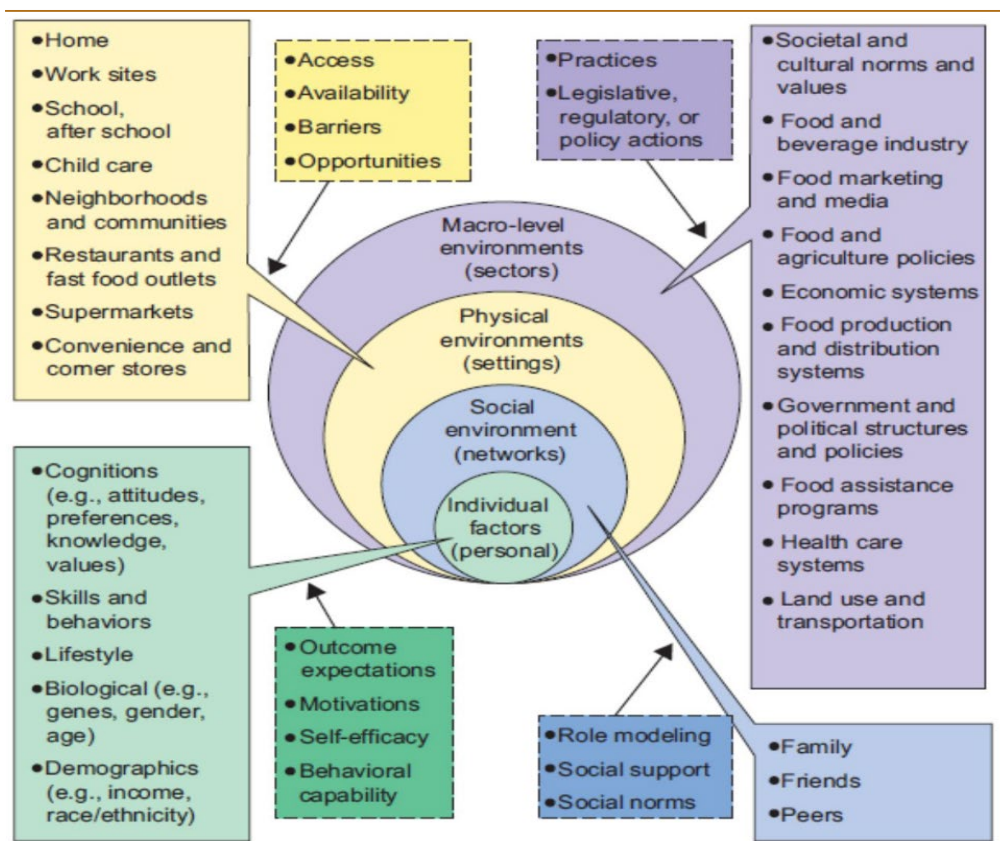 •Home
•Work sites
•School,
after school
•Child care
•Neighborhoods
and communities
•Restaurants and
fast food outlets
•Supermarkets
•Convenience and
corner stores
•Access
•Availability
•Barriers
•Opportunities
•Practices
•Legislative,
regulatory, or
policy actions
•Societal and
cultural norms and
values
•Food and
beverage industry
•Food marketing
and media
•Food and
agriculture policies
•Economic systems
•Food production
and distribution
systems
•Government and
political structures
and policies
•Food assistance
programs
•Health care
systems
•Land use and
transportation
Macro-level
environments
(sectors)
Physical
environments
(settings)
Social
environment
(networks)
Individual
factors
(personal)
•Cognitions
(e.g., attitudes,
preferences,
knowledge,
values)
•Skills and
behaviors
•Lifestyle
•Biological (e.g.,
genes, gender,
age)
•Demographics
(e.g., income,
race/ethnicity)
•Outcome
expectations
•Motivations
•Self-efficacy
•Behavioral
capability
•Role modeling
•Social support
•Social norms
•Family
•Friends
•Peers